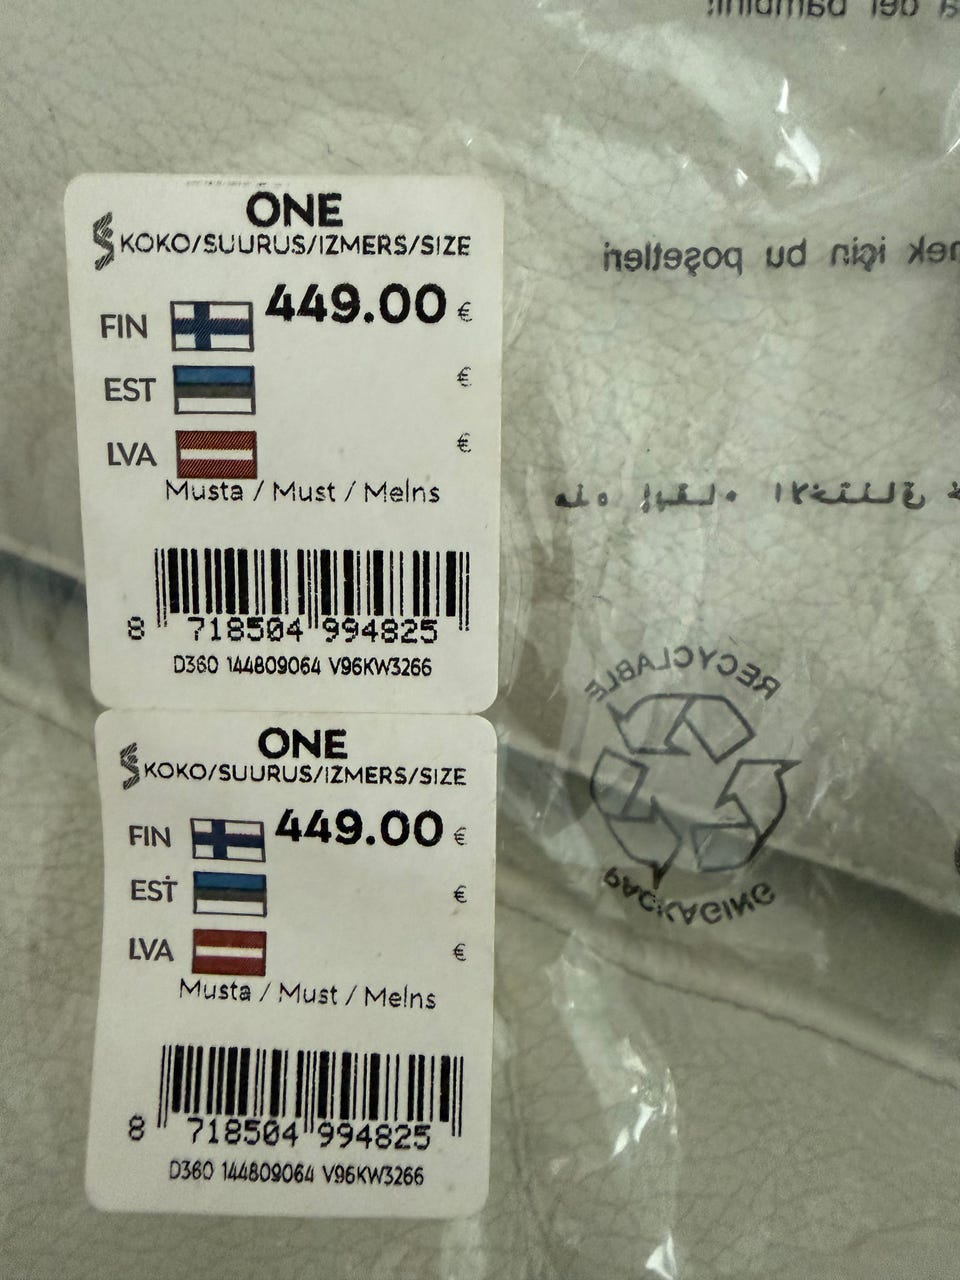 a dei bambini!
ONE
KOKO/SUURUS/IZMERS/SIZE
FIN 449.00 €
EST €
LVA €
Musta / Must / Melns
8 718504 994825
D360 144809064 V96KW3266
için bu poşetleri
RECYCLABLE
PACKAGING
ONE
KOKO/SUURUS/IZMERS/SIZE
FIN 449.00 €
EST €
LVA €
Musta / Must / Melns
8 718504 994825
D360 144809064 V96KW3266